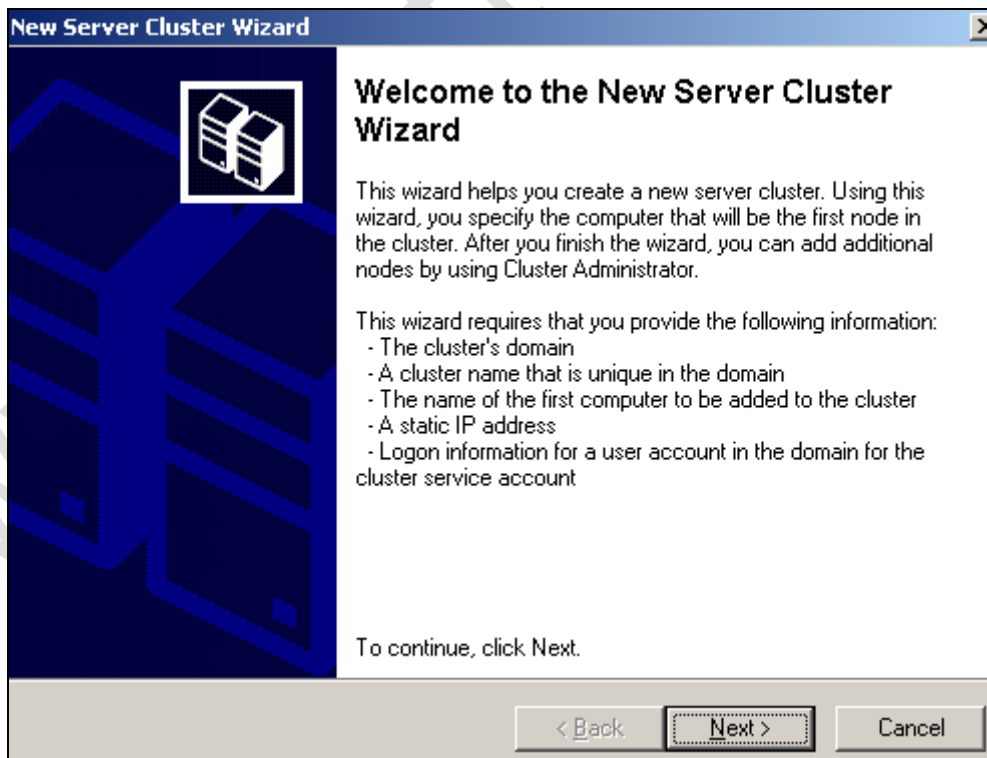 New Server Cluster Wizard
Welcome to the New Server Cluster
Wizard
This wizard helps you create a new server cluster. Using this
wizard, you specify the computer that will be the first node in
the cluster. After you finish the wizard, you can add additional
nodes by using Cluster Administrator.
This wizard requires that you provide the following information:
- The cluster's domain
- A cluster name that is unique in the domain
- The name of the first computer to be added to the cluster
- A static IP address
- Logon information for a user account in the domain for the
cluster service account
To continue, click Next.
< Back Next > Cancel